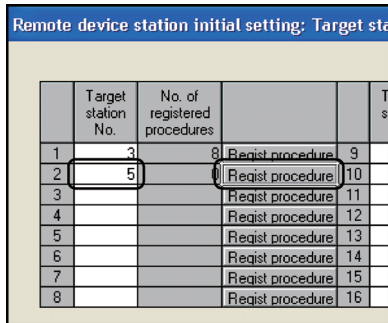 Remote device station initial setting: Target sta
Target station No. No. of registered procedures T s
1 3 8 Regist procedure 9
2 5 0 Regist procedure 10
3 Regist procedure 11
4 Regist procedure 12
5 Regist procedure 13
6 Regist procedure 14
7 Regist procedure 15
8 Regist procedure 16